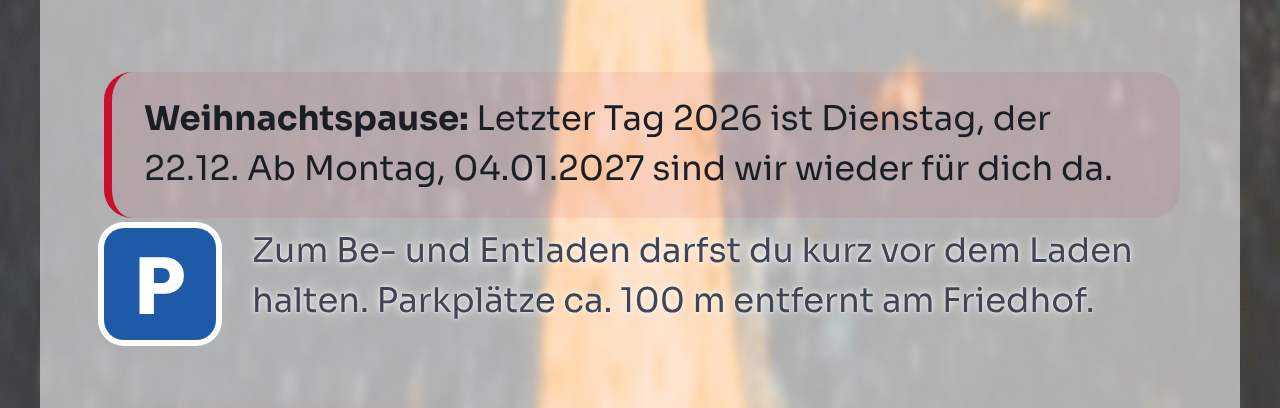 Weihnachtspause: Letzter Tag 2026 ist Dienstag, der
22.12. Ab Montag, 04.01.2027 sind wir wieder für dich da.
P
Zum Be- und Entladen darfst du kurz vor dem Laden
halten. Parkplätze ca. 100 m entfernt am Friedhof.